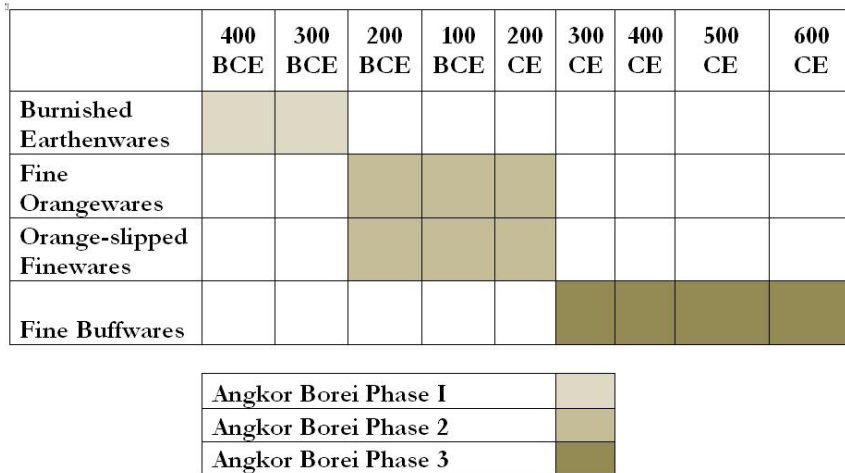 400 BCE 300 BCE 200 BCE 100 BCE 200 CE 300 CE 400 CE 500 CE 600 CE
Burnished
Earthenwares
Fine
Orangewares
Orange-slipped
Finewares
Fine Buffwares
Angkor Borei Phase I
Angkor Borei Phase 2
Angkor Borei Phase 3